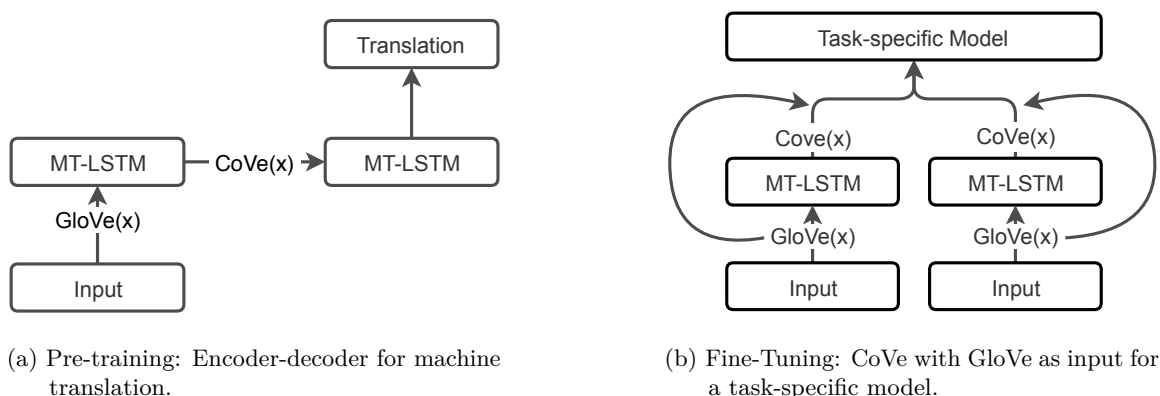 Translation
MT-LSTM
CoVe(x)
MT-LSTM
GloVe(x)
Input
(a) Pre-training: Encoder-decoder for machine
translation.
Task-specific Model
Cove(x)
CoVe(x)
MT-LSTM
MT-LSTM
GloVe(x)
GloVe(x)
Input
Input
(b) Fine-Tuning: CoVe with GloVe as input for
a task-specific model.